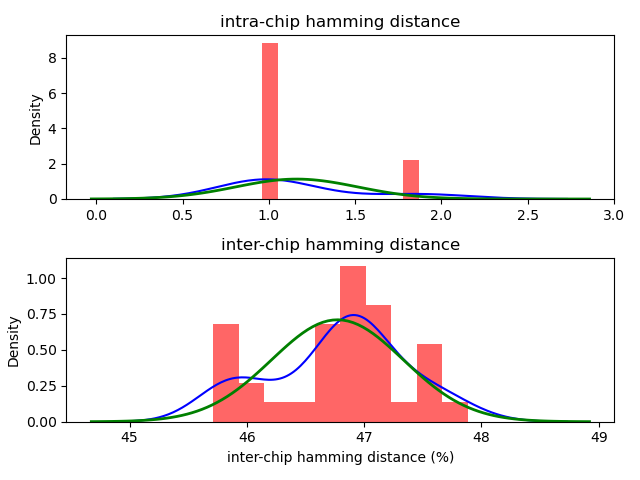 intra-chip hamming distance
Density
8
6
4
2
0
0.0 0.5 1.0 1.5 2.0 2.5 3.0
inter-chip hamming distance
Density
1.00
0.75
0.50
0.25
0.00
45 46 47 48 49
inter-chip hamming distance (%)